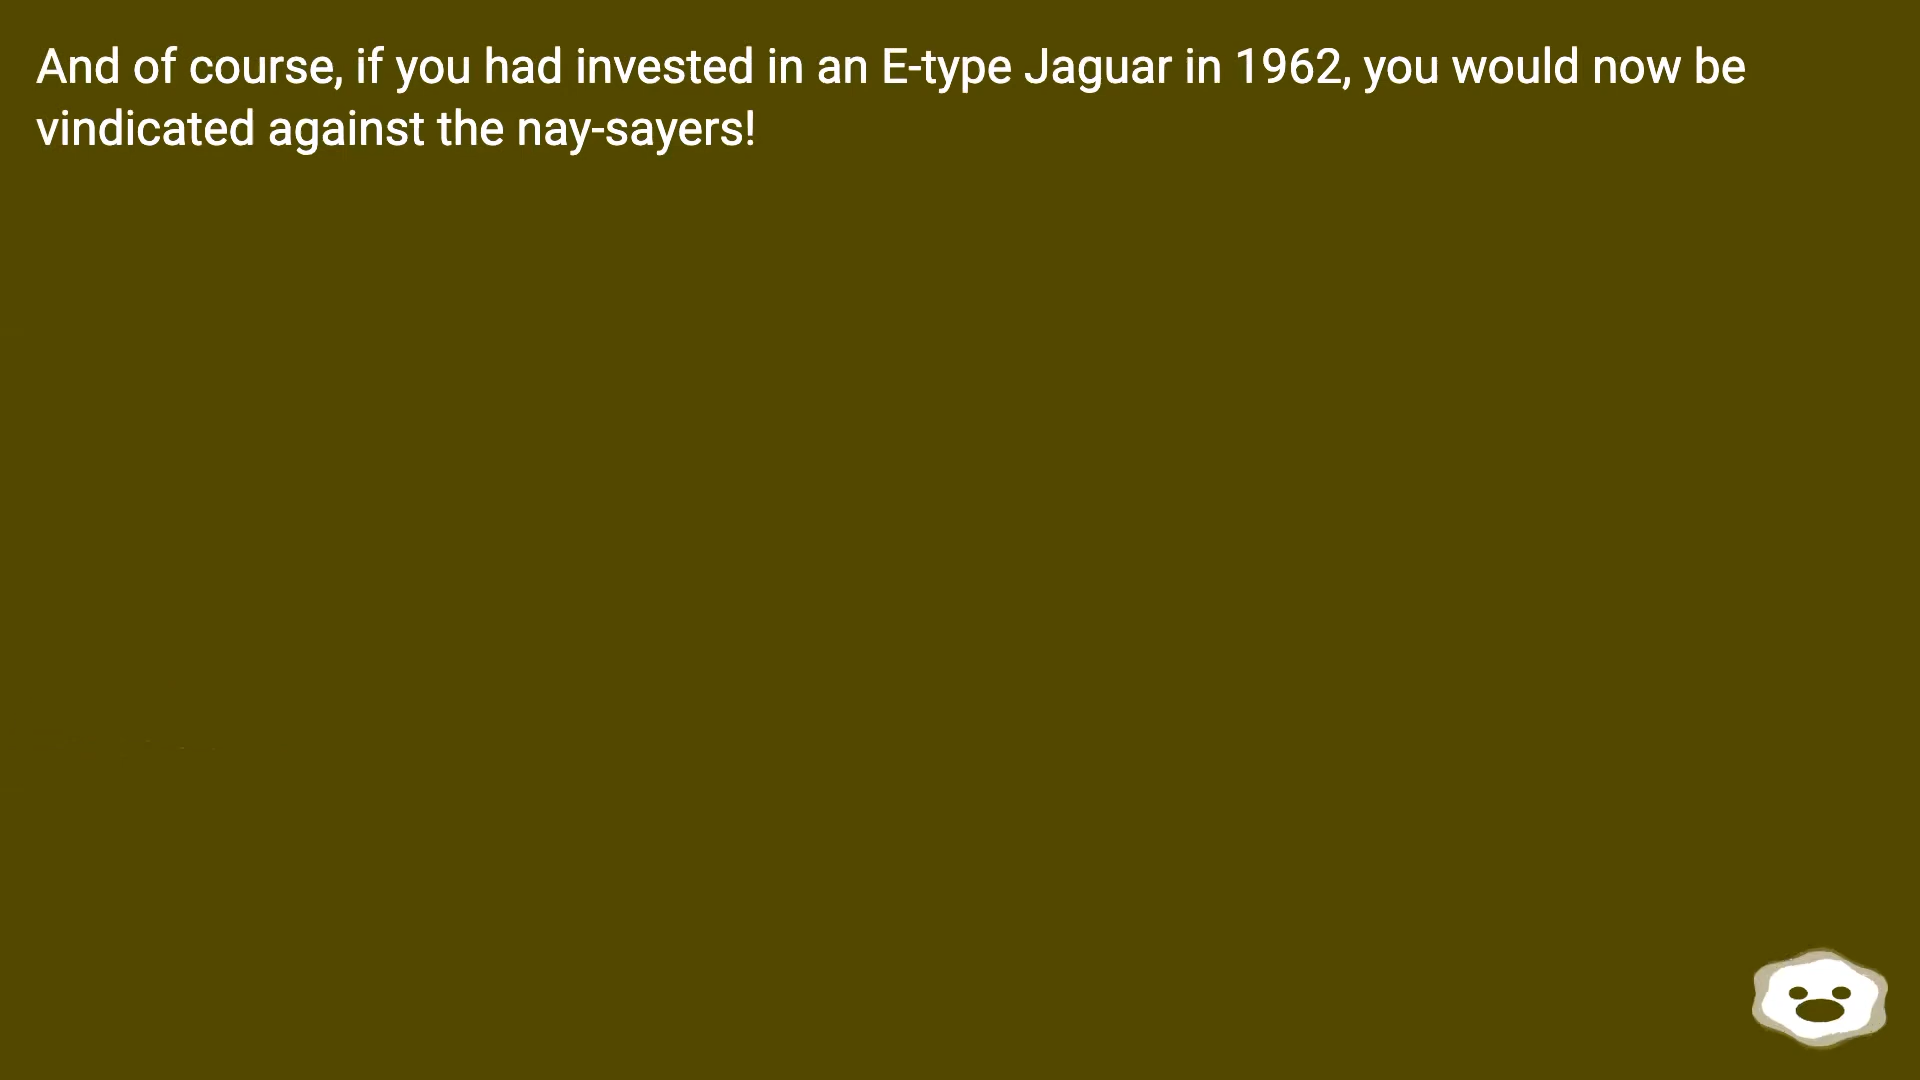 And of course, if you had invested in an E-type Jaguar in 1962, you would now be
vindicated against the nay-sayers!